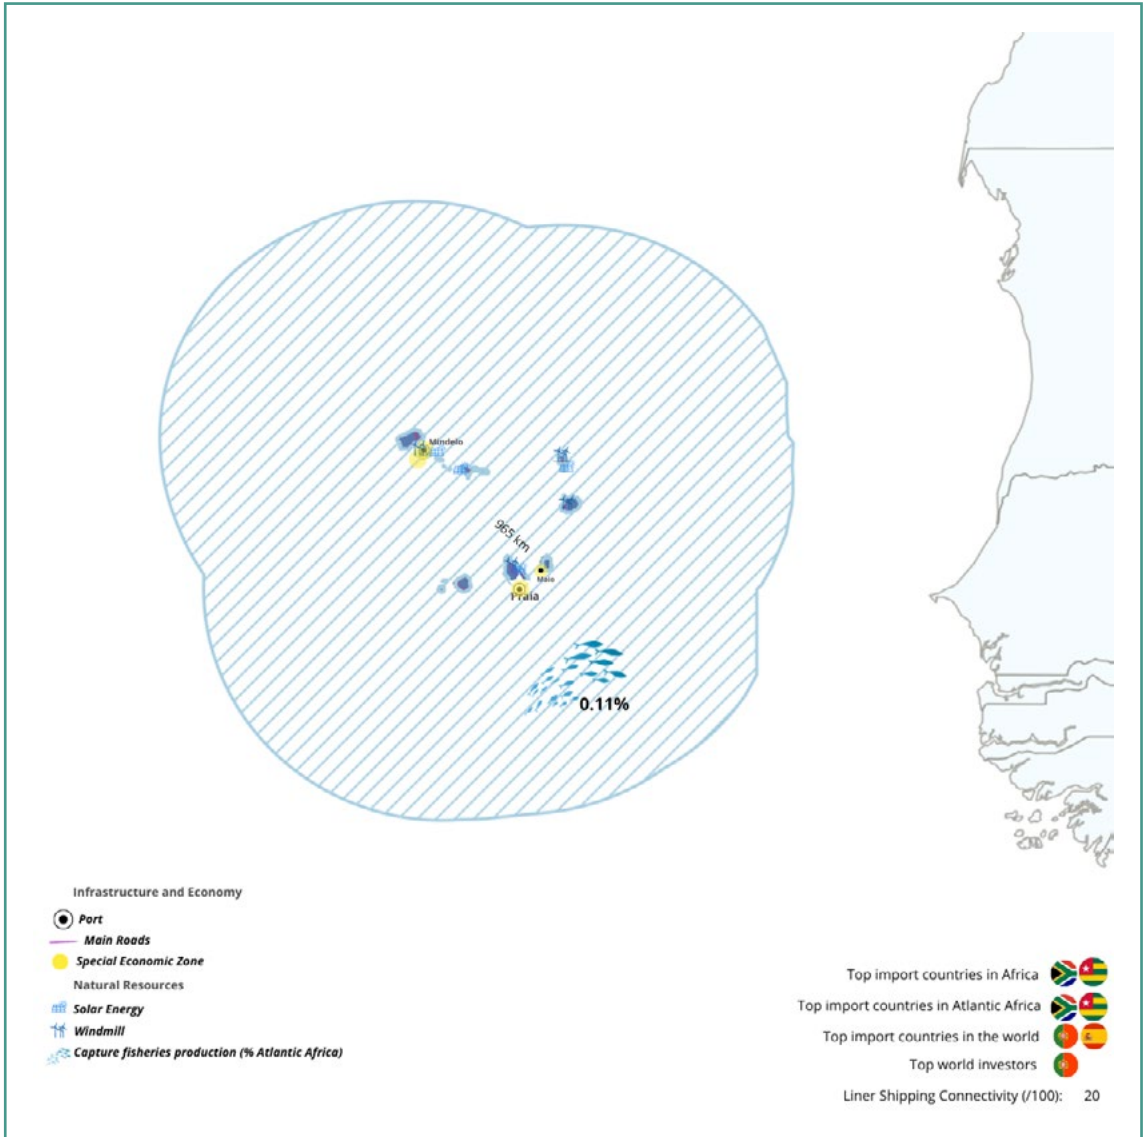 Mindelo
965 km
Maio
Praia
0.11%
Infrastructure and Economy
Port
Main Roads
Special Economic Zone
Natural Resources
Solar Energy
Windmill
Capture fisheries production (% Atlantic Africa)
Top import countries in Africa
Top import countries in Atlantic Africa
Top import countries in the world
Top world investors
Liner Shipping Connectivity (/100): 20